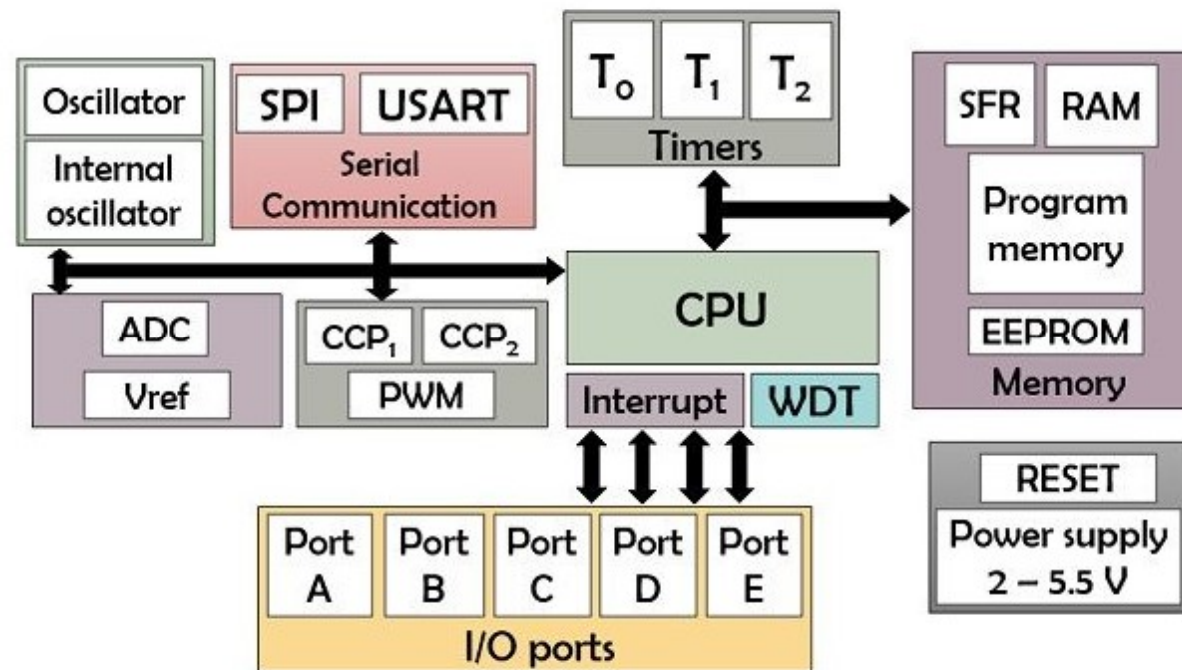 Oscillator
Internal
oscillator
SPI
USART
Serial
Communication
T₀
T₁
T₂
Timers
SFR
RAM
Program
memory
EEPROM
Memory
ADC
Vref
CCP₁
CCP₂
PWM
CPU
Interrupt
WDT
RESET
Power supply
2 – 5.5 V
Port
A
Port
B
Port
C
Port
D
Port
E
I/O ports